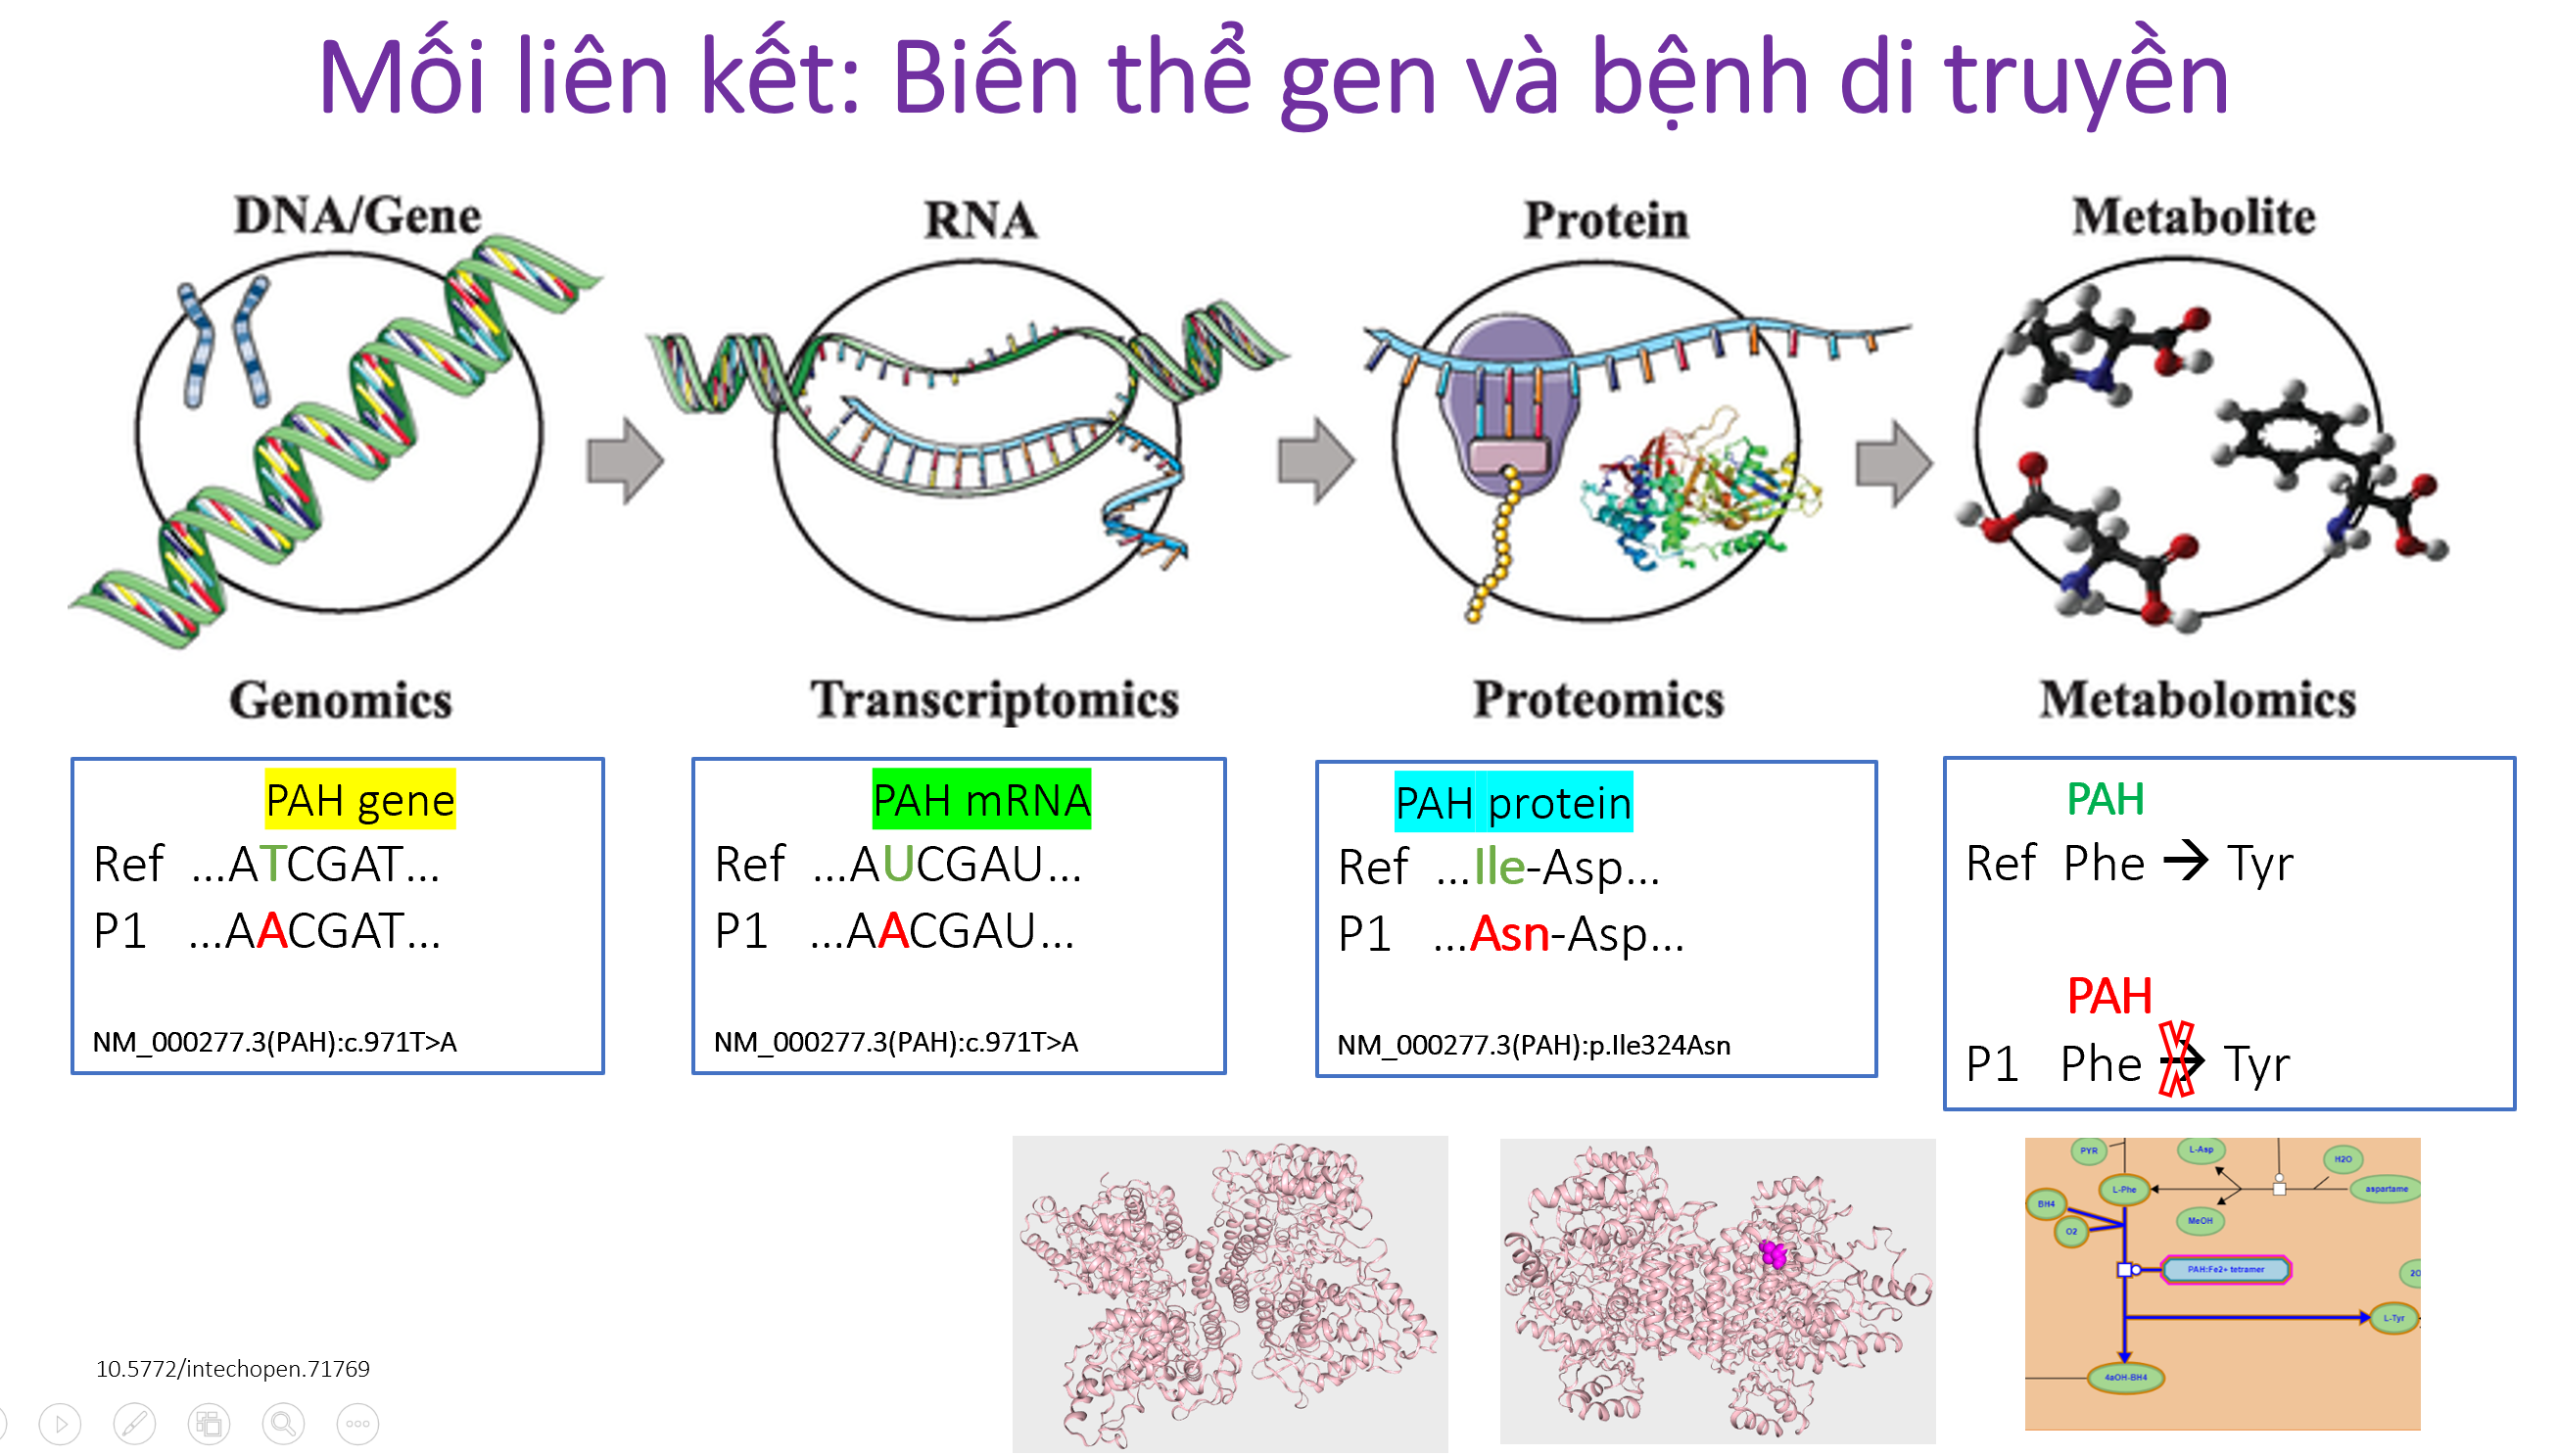 Mối liên kết: Biến thể gen và bệnh di truyền
DNA/Gene
RNA
Protein
Metabolite
Genomics
Transcriptomics
Proteomics
Metabolomics
PAH gene
Ref ...ATCGAT...
P1 ...AACGAT...
NM_000277.3(PAH):c.971T>A
PAH mRNA
Ref ...AUCGAU...
P1 ...AACGAU...
NM_000277.3(PAH):c.971T>A
PAH protein
Ref ...Ile-Asp...
P1 ...Asn-Asp...
NM_000277.3(PAH):p.Ile324Asn
PAH
Ref Phe → Tyr
PAH
P1 Phe → Tyr
PYR
L-Asp
H2O
L-Phe
aspartame
BH4
MeOH
O2
PAH:Fe2+ tetramer
2O
L-Tyr
4aOH-BH4
10.5772/intechopen.71769